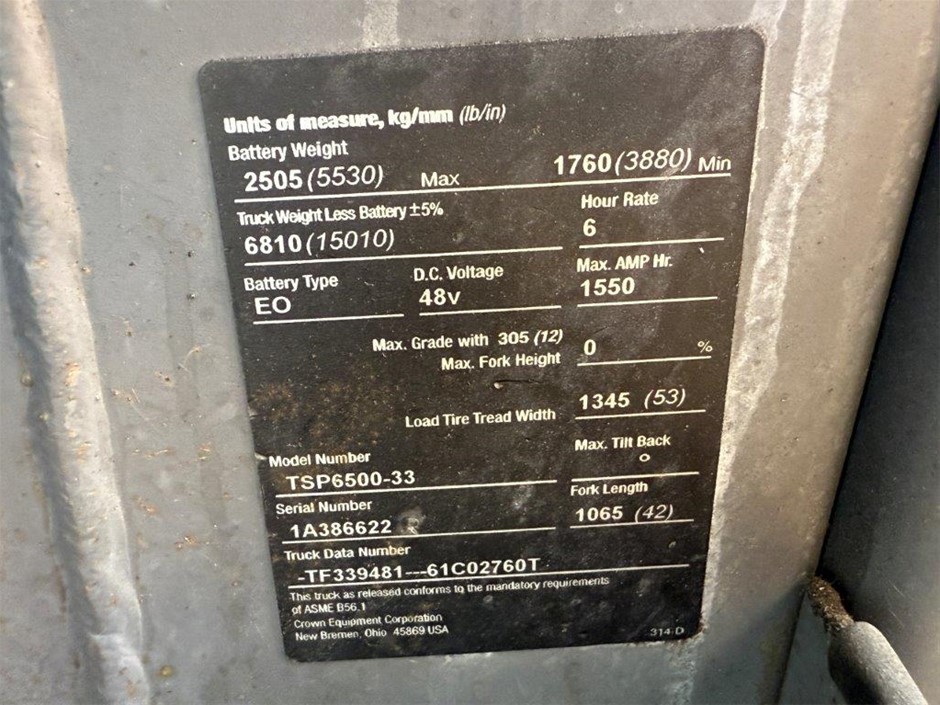 Units of measure, kg/mm (lb/in)
Battery Weight
2505 (5530) Max 1760 (3880) Min
Truck Weight Less Battery ±5% Hour Rate
6810 (15010) 6
Battery Type D.C. Voltage Max. AMP Hr.
EO 48v 1550
Max. Grade with 305 (12)
Max. Fork Height 0 %
Load Tire Tread Width 1345 (53)
Max. Tilt Back
°
Model Number
TSP6500-33
Fork Length
1065 (42)
Serial Number
1A386622
Truck Data Number
-TF339481---61C02760T
This truck as released conforms to the mandatory requirements
of ASME B56.1
Crown Equipment Corporation
New Bremen, Ohio 45869 USA
314-D